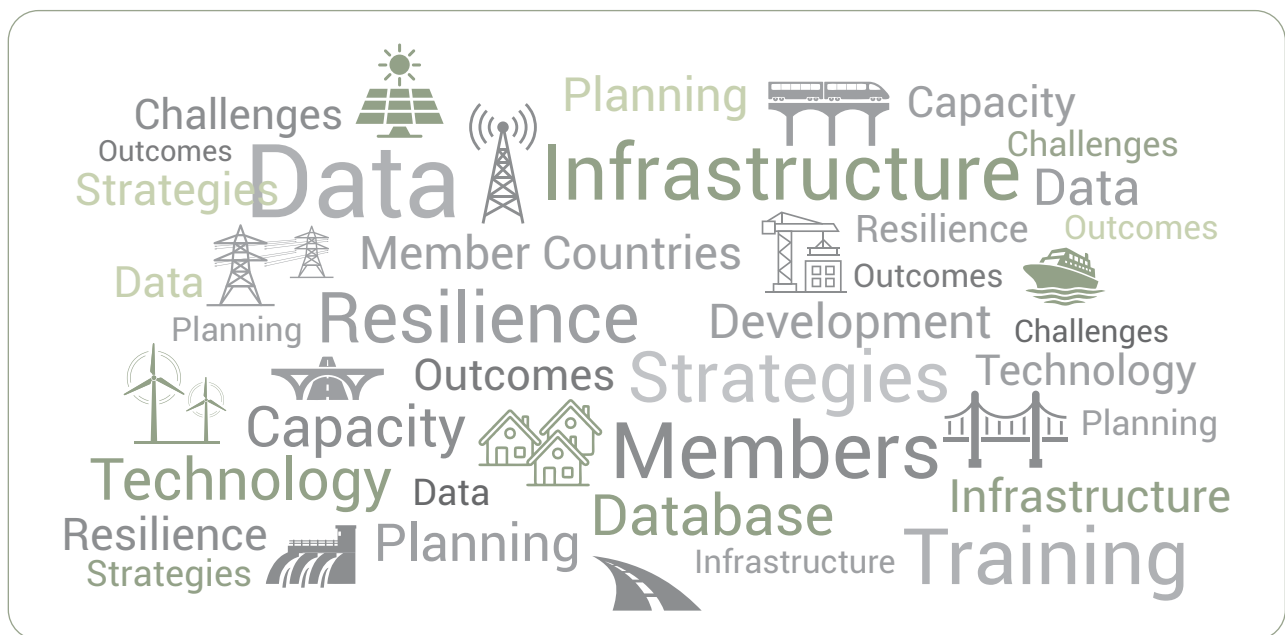 Planning
Capacity
Challenges
Outcomes
Data
Infrastructure
Challenges
Strategies
Data
Resilience
Outcomes
Member Countries
Outcomes
Data
Planning
Resilience
Development
Challenges
Outcomes
Strategies
Technology
Capacity
Members
Planning
Technology
Data
Database
Infrastructure
Resilience
Planning
Infrastructure
Training
Strategies